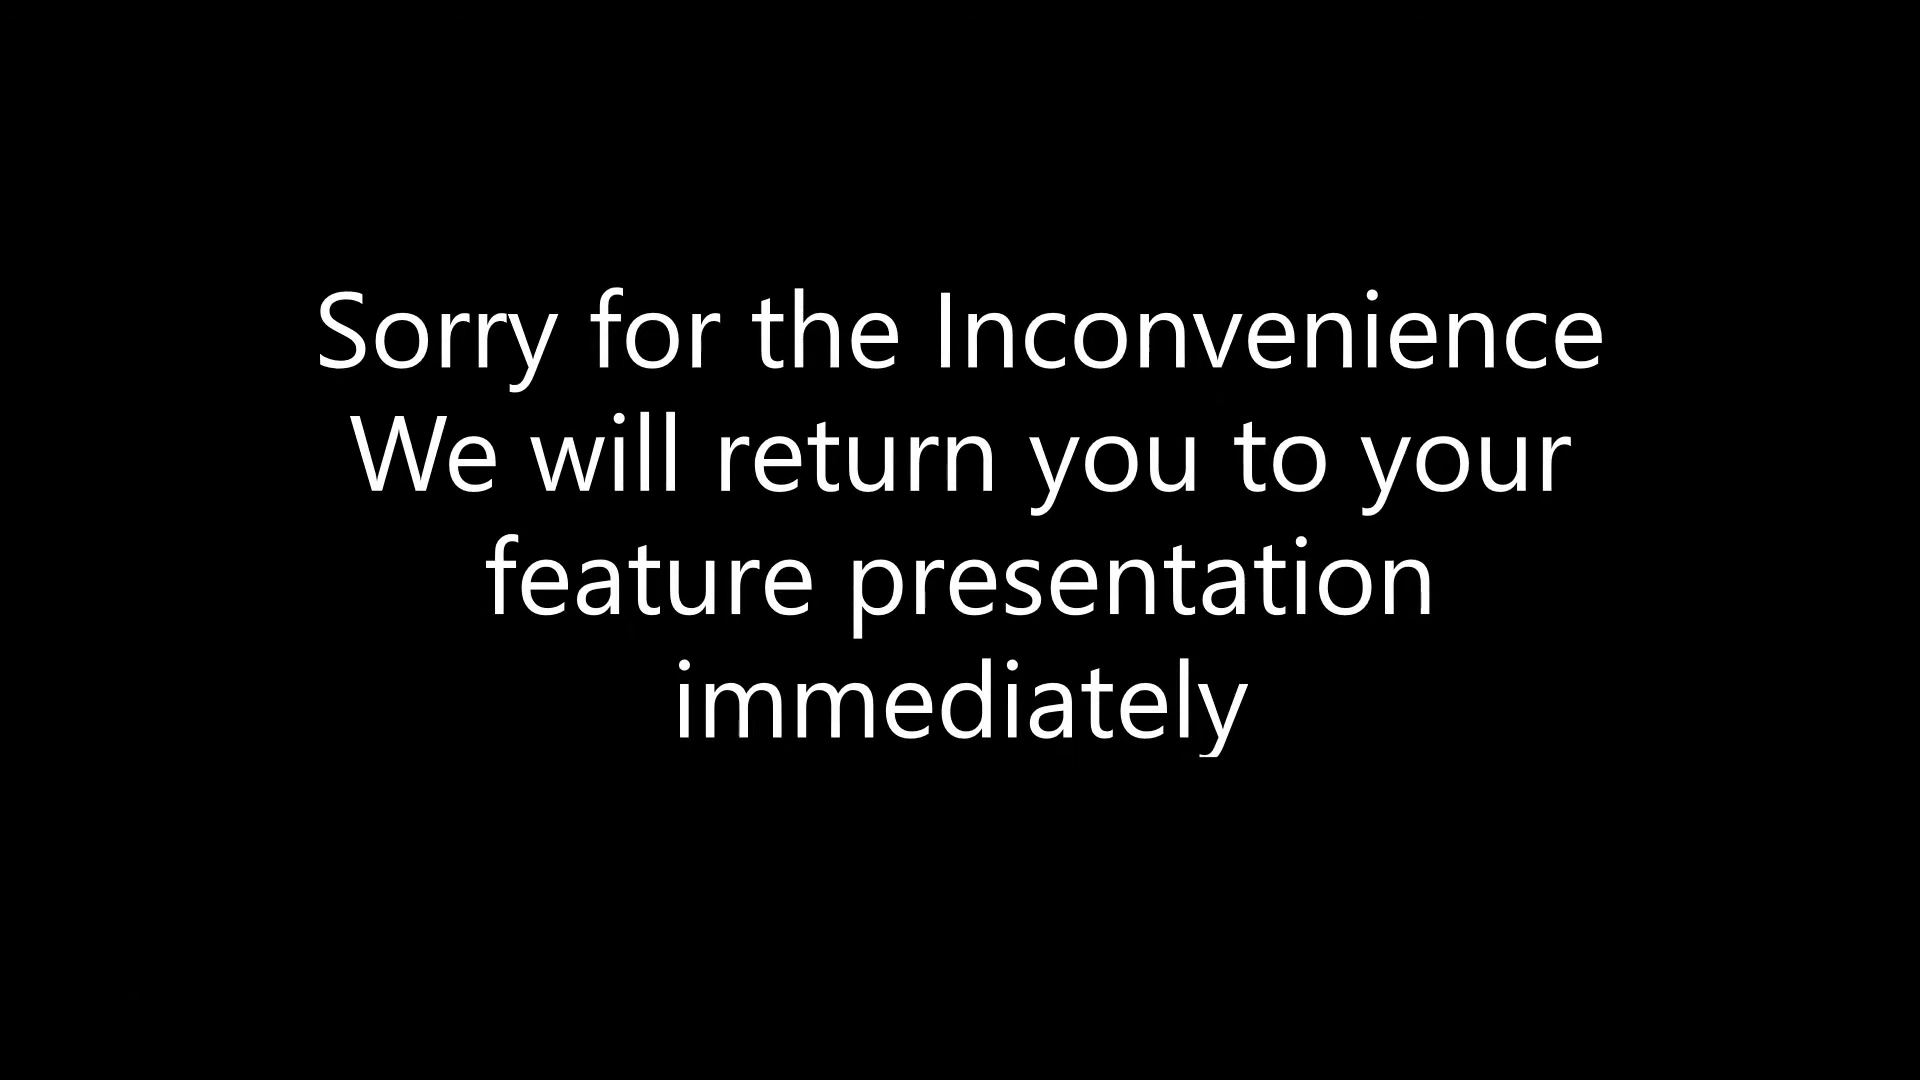 Sorry for the Inconvenience
We will return you to your
feature presentation
immediately